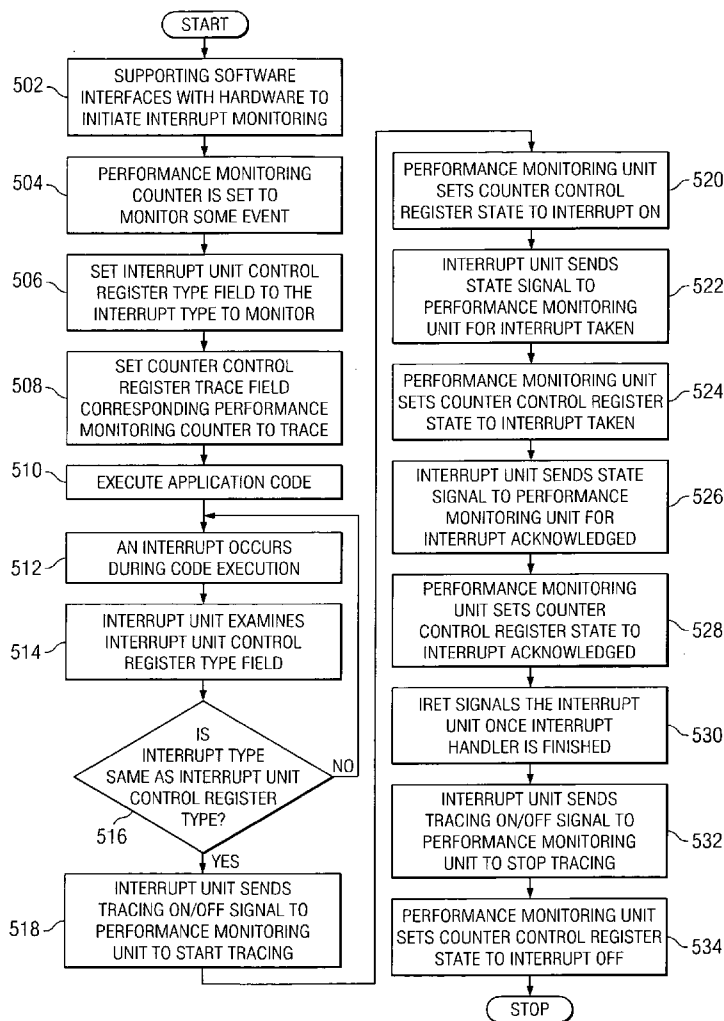 START
502
SUPPORTING SOFTWARE
INTERFACES WITH HARDWARE TO
INITIATE INTERRUPT MONITORING
504
PERFORMANCE MONITORING
COUNTER IS SET TO
MONITOR SOME EVENT
506
SET INTERRUPT UNIT CONTROL
REGISTER TYPE FIELD TO THE
INTERRUPT TYPE TO MONITOR
508
SET COUNTER CONTROL
REGISTER TRACE FIELD
CORRESPONDING PERFORMANCE
MONITORING COUNTER TO TRACE
510
EXECUTE APPLICATION CODE
512
AN INTERRUPT OCCURS
DURING CODE EXECUTION
514
INTERRUPT UNIT EXAMINES
INTERRUPT UNIT CONTROL
REGISTER TYPE FIELD
IS
INTERRUPT TYPE
SAME AS INTERRUPT UNIT
CONTROL REGISTER
TYPE?
NO
516
YES
518
INTERRUPT UNIT SENDS
TRACING ON/OFF SIGNAL TO
PERFORMANCE MONITORING
UNIT TO START TRACING
PERFORMANCE MONITORING UNIT
SETS COUNTER CONTROL
REGISTER STATE TO INTERRUPT ON
520
INTERRUPT UNIT SENDS
STATE SIGNAL TO
PERFORMANCE MONITORING
UNIT FOR INTERRUPT TAKEN
522
PERFORMANCE MONITORING UNIT
SETS COUNTER CONTROL REGISTER
STATE TO INTERRUPT TAKEN
524
INTERRUPT UNIT SENDS STATE
SIGNAL TO PERFORMANCE
MONITORING UNIT FOR
INTERRUPT ACKNOWLEDGED
526
PERFORMANCE MONITORING
UNIT SETS COUNTER
CONTROL REGISTER STATE TO
INTERRUPT ACKNOWLEDGED
528
IRET SIGNALS THE INTERRUPT
UNIT ONCE INTERRUPT
HANDLER IS FINISHED
530
INTERRUPT UNIT SENDS
TRACING ON/OFF SIGNAL TO
PERFORMANCE MONITORING
UNIT TO STOP TRACING
532
PERFORMANCE MONITORING UNIT
SETS COUNTER CONTROL REGISTER
STATE TO INTERRUPT OFF
534
STOP